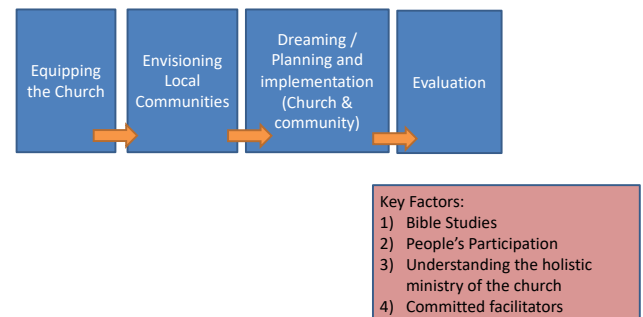 Equipping
the Church
Envisioning
Local
Communities
Dreaming /
Planning and
implementation
(Church &
community)
Evaluation
Key Factors:
1) Bible Studies
2) People's Participation
3) Understanding the holistic
ministry of the church
4) Committed facilitators